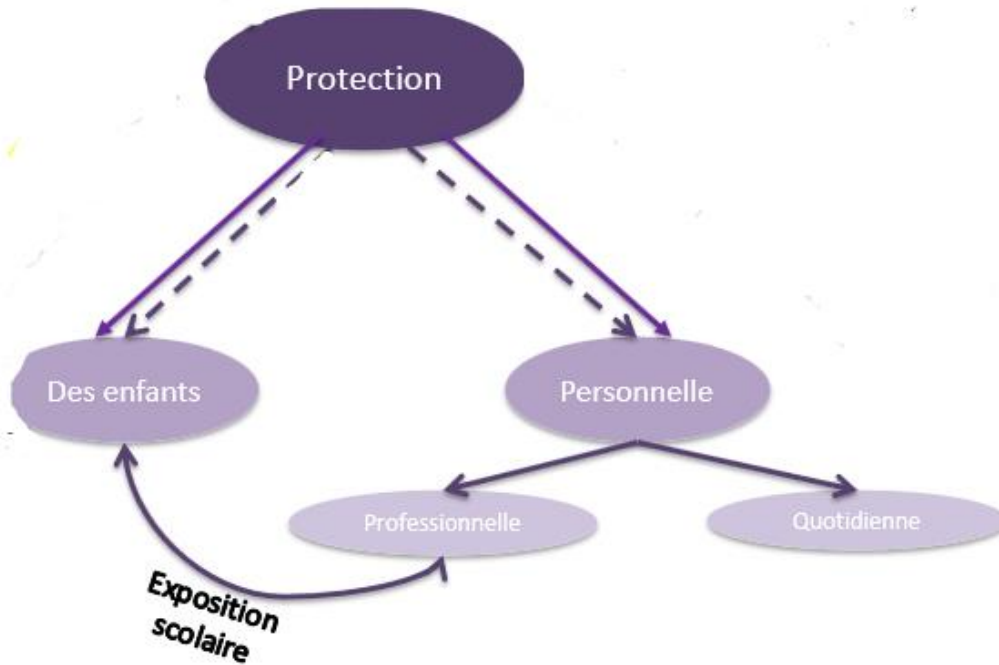 Protection
Des enfants
Personnelle
Professionnelle
Quotidienne
Exposition
scolaire